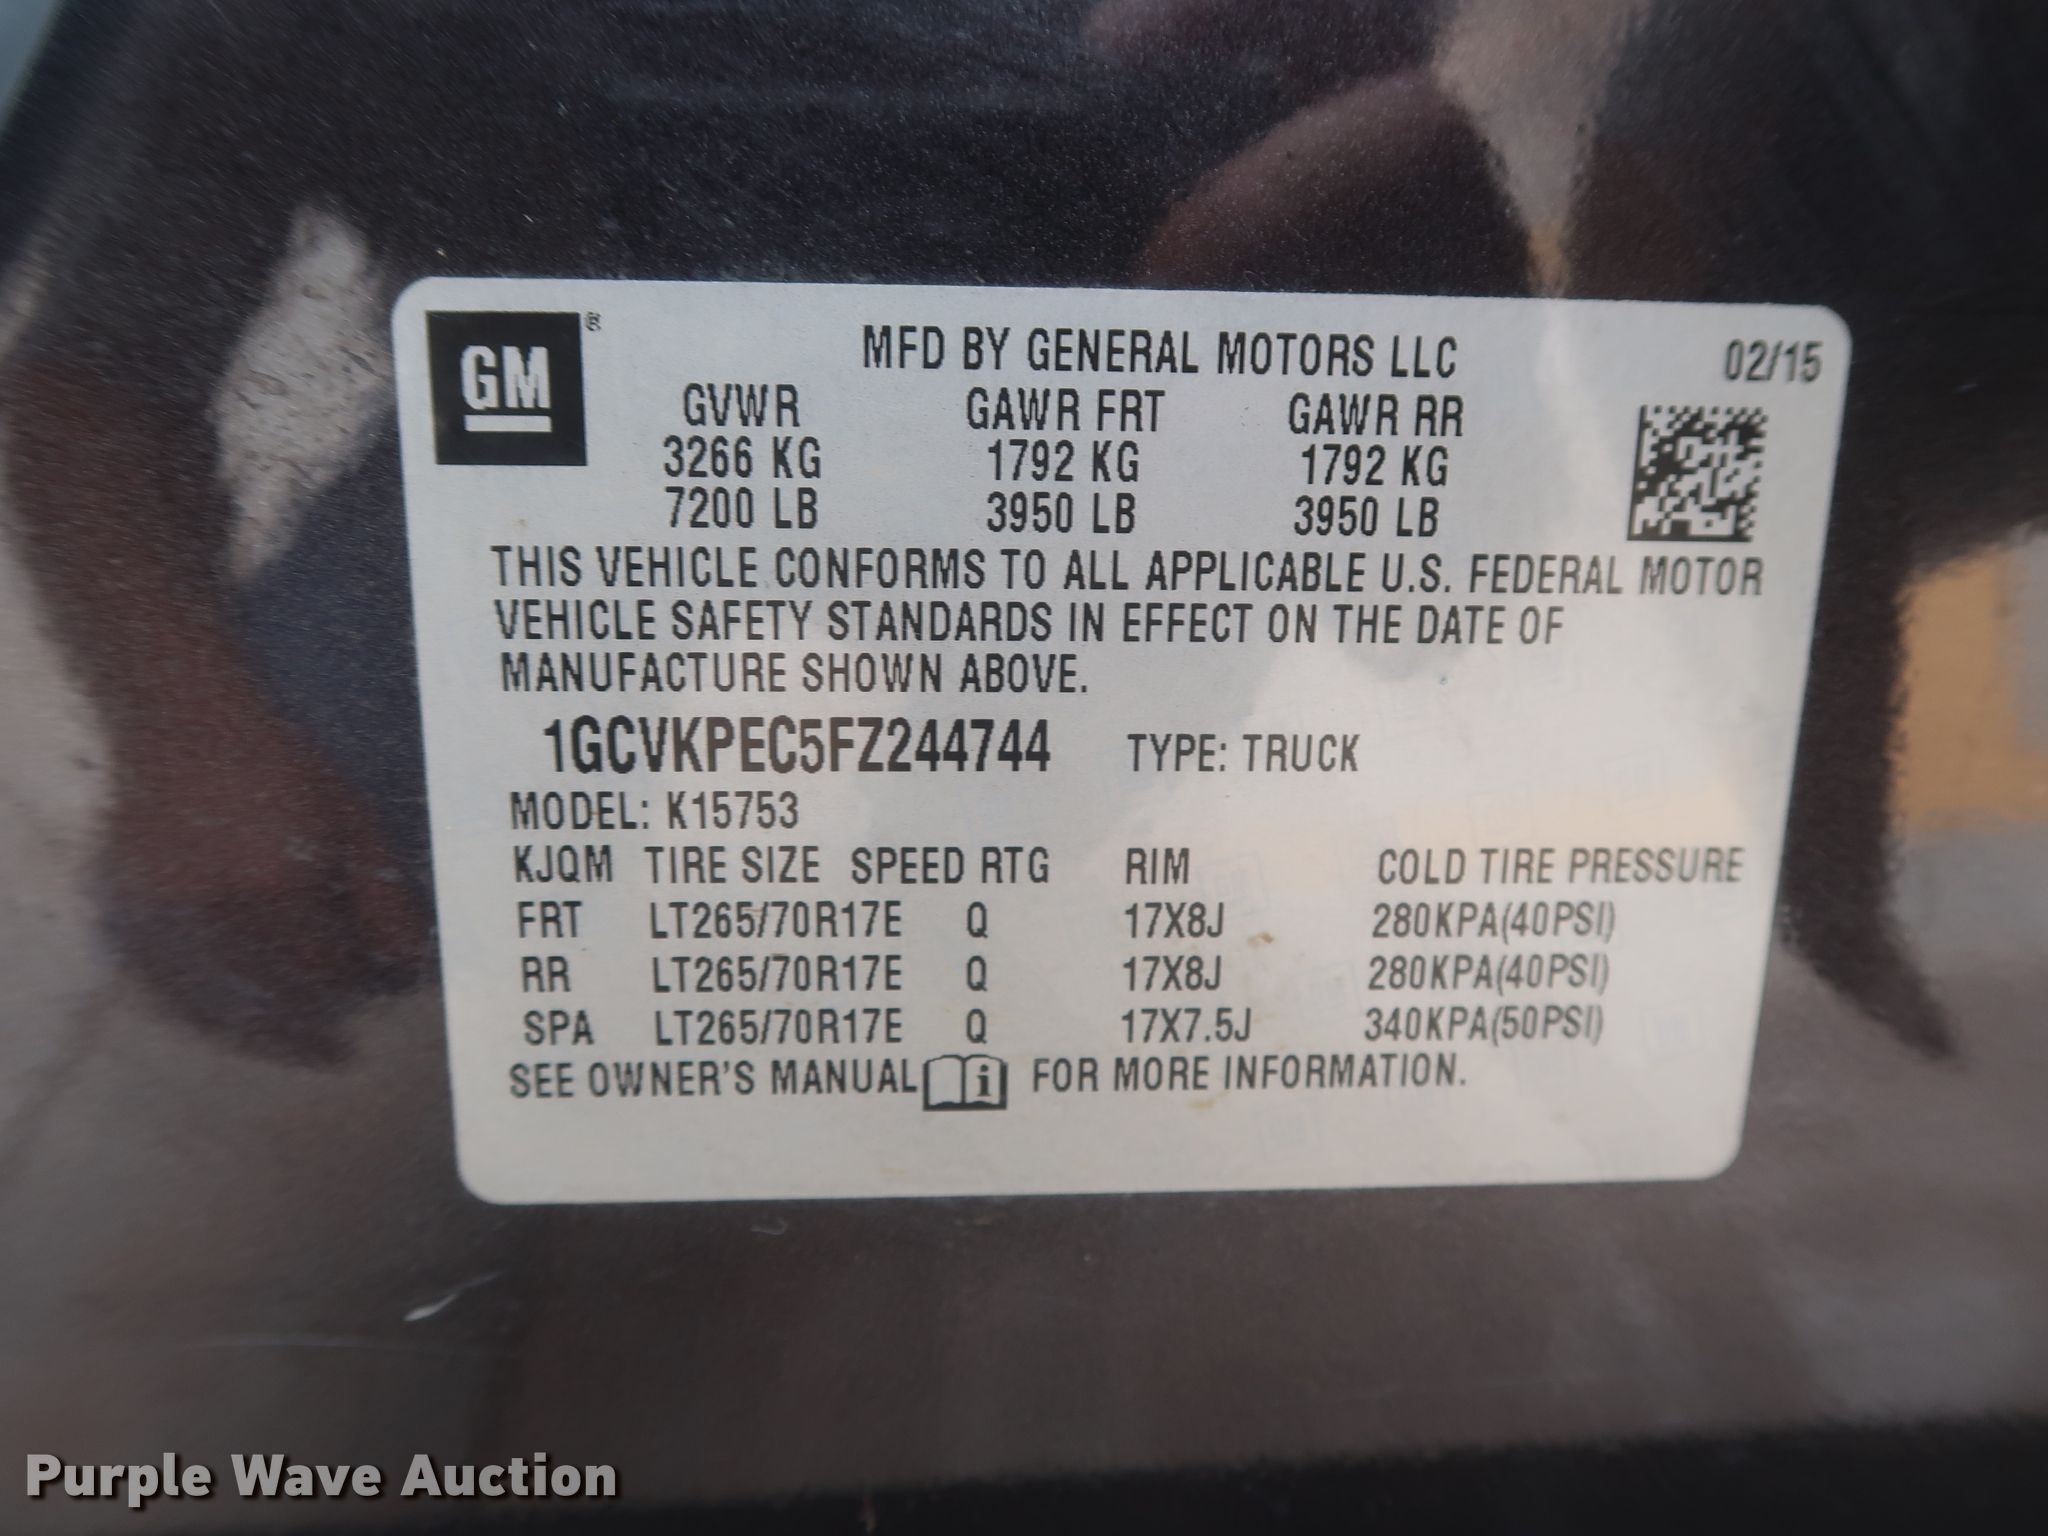 GM ®
MFD BY GENERAL MOTORS LLC 02/15
GVWR GAWR FRT GAWR RR
3266 KG 1792 KG 1792 KG
7200 LB 3950 LB 3950 LB
THIS VEHICLE CONFORMS TO ALL APPLICABLE U.S. FEDERAL MOTOR
VEHICLE SAFETY STANDARDS IN EFFECT ON THE DATE OF
MANUFACTURE SHOWN ABOVE.
1GCVKPEC5FZ244744 TYPE: TRUCK
MODEL: K15753
KJQM TIRE SIZE SPEED RTG RIM COLD TIRE PRESSURE
FRT LT265/70R17E Q 17X8J 280KPA(40PSI)
RR LT265/70R17E Q 17X8J 280KPA(40PSI)
SPA LT265/70R17E Q 17X7.5J 340KPA(50PSI)
SEE OWNER'S MANUAL i FOR MORE INFORMATION.
Purple Wave Auction